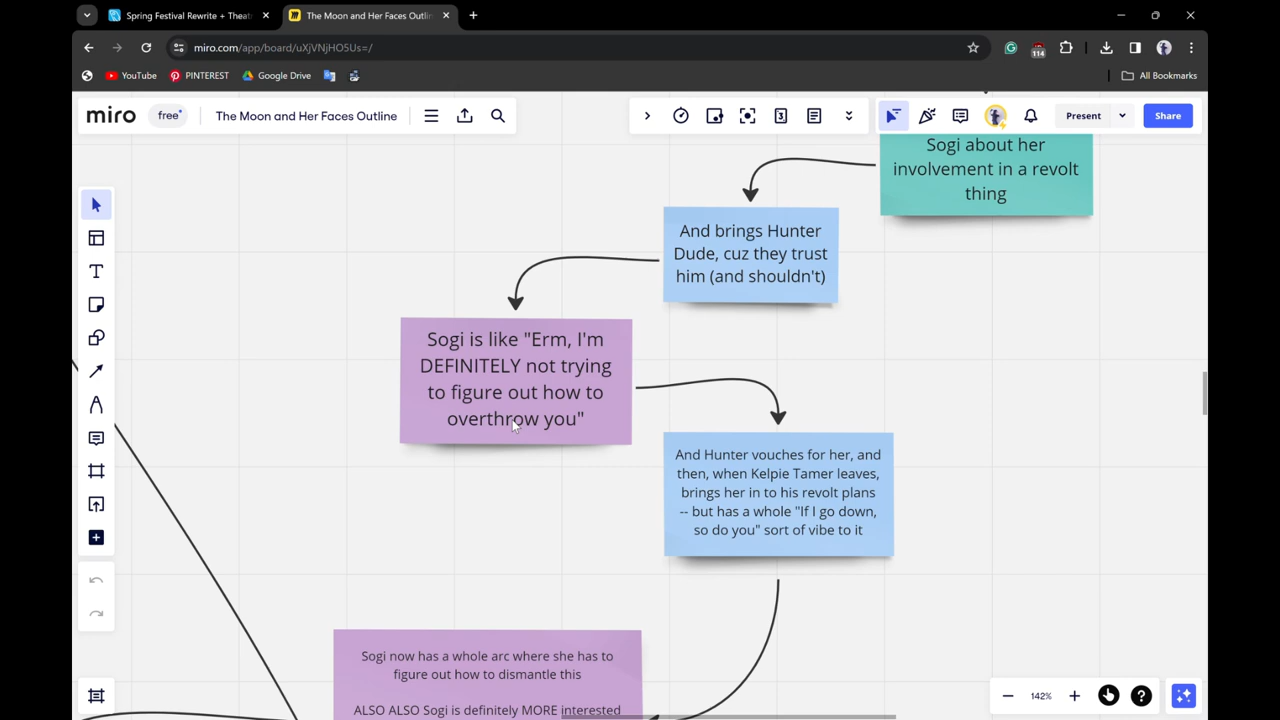 Spring Festival Rewrite + Theat
The Moon and Her Faces Outlin
miro.com/app/board/uXjVNjHO5Us=/
114
YouTube
PINTEREST
Google Drive
All Bookmarks
miro
free
The Moon and Her Faces Outline
3
Present
Share
Sogi about her
involvement in a revolt
thing
And brings Hunter
Dude, cuz they trust
him (and shouldn't)
Sogi is like "Erm, I'm
DEFINITELY not trying
to figure out how to
overthrow you"
And Hunter vouches for her, and
then, when Kelpie Tamer leaves,
brings her in to his revolt plans
-- but has a whole "If I go down,
so do you" sort of vibe to it
Sogi now has a whole arc where she has to
figure out how to dismantle this
ALSO ALSO Sogi is definitely MORE interested
142%